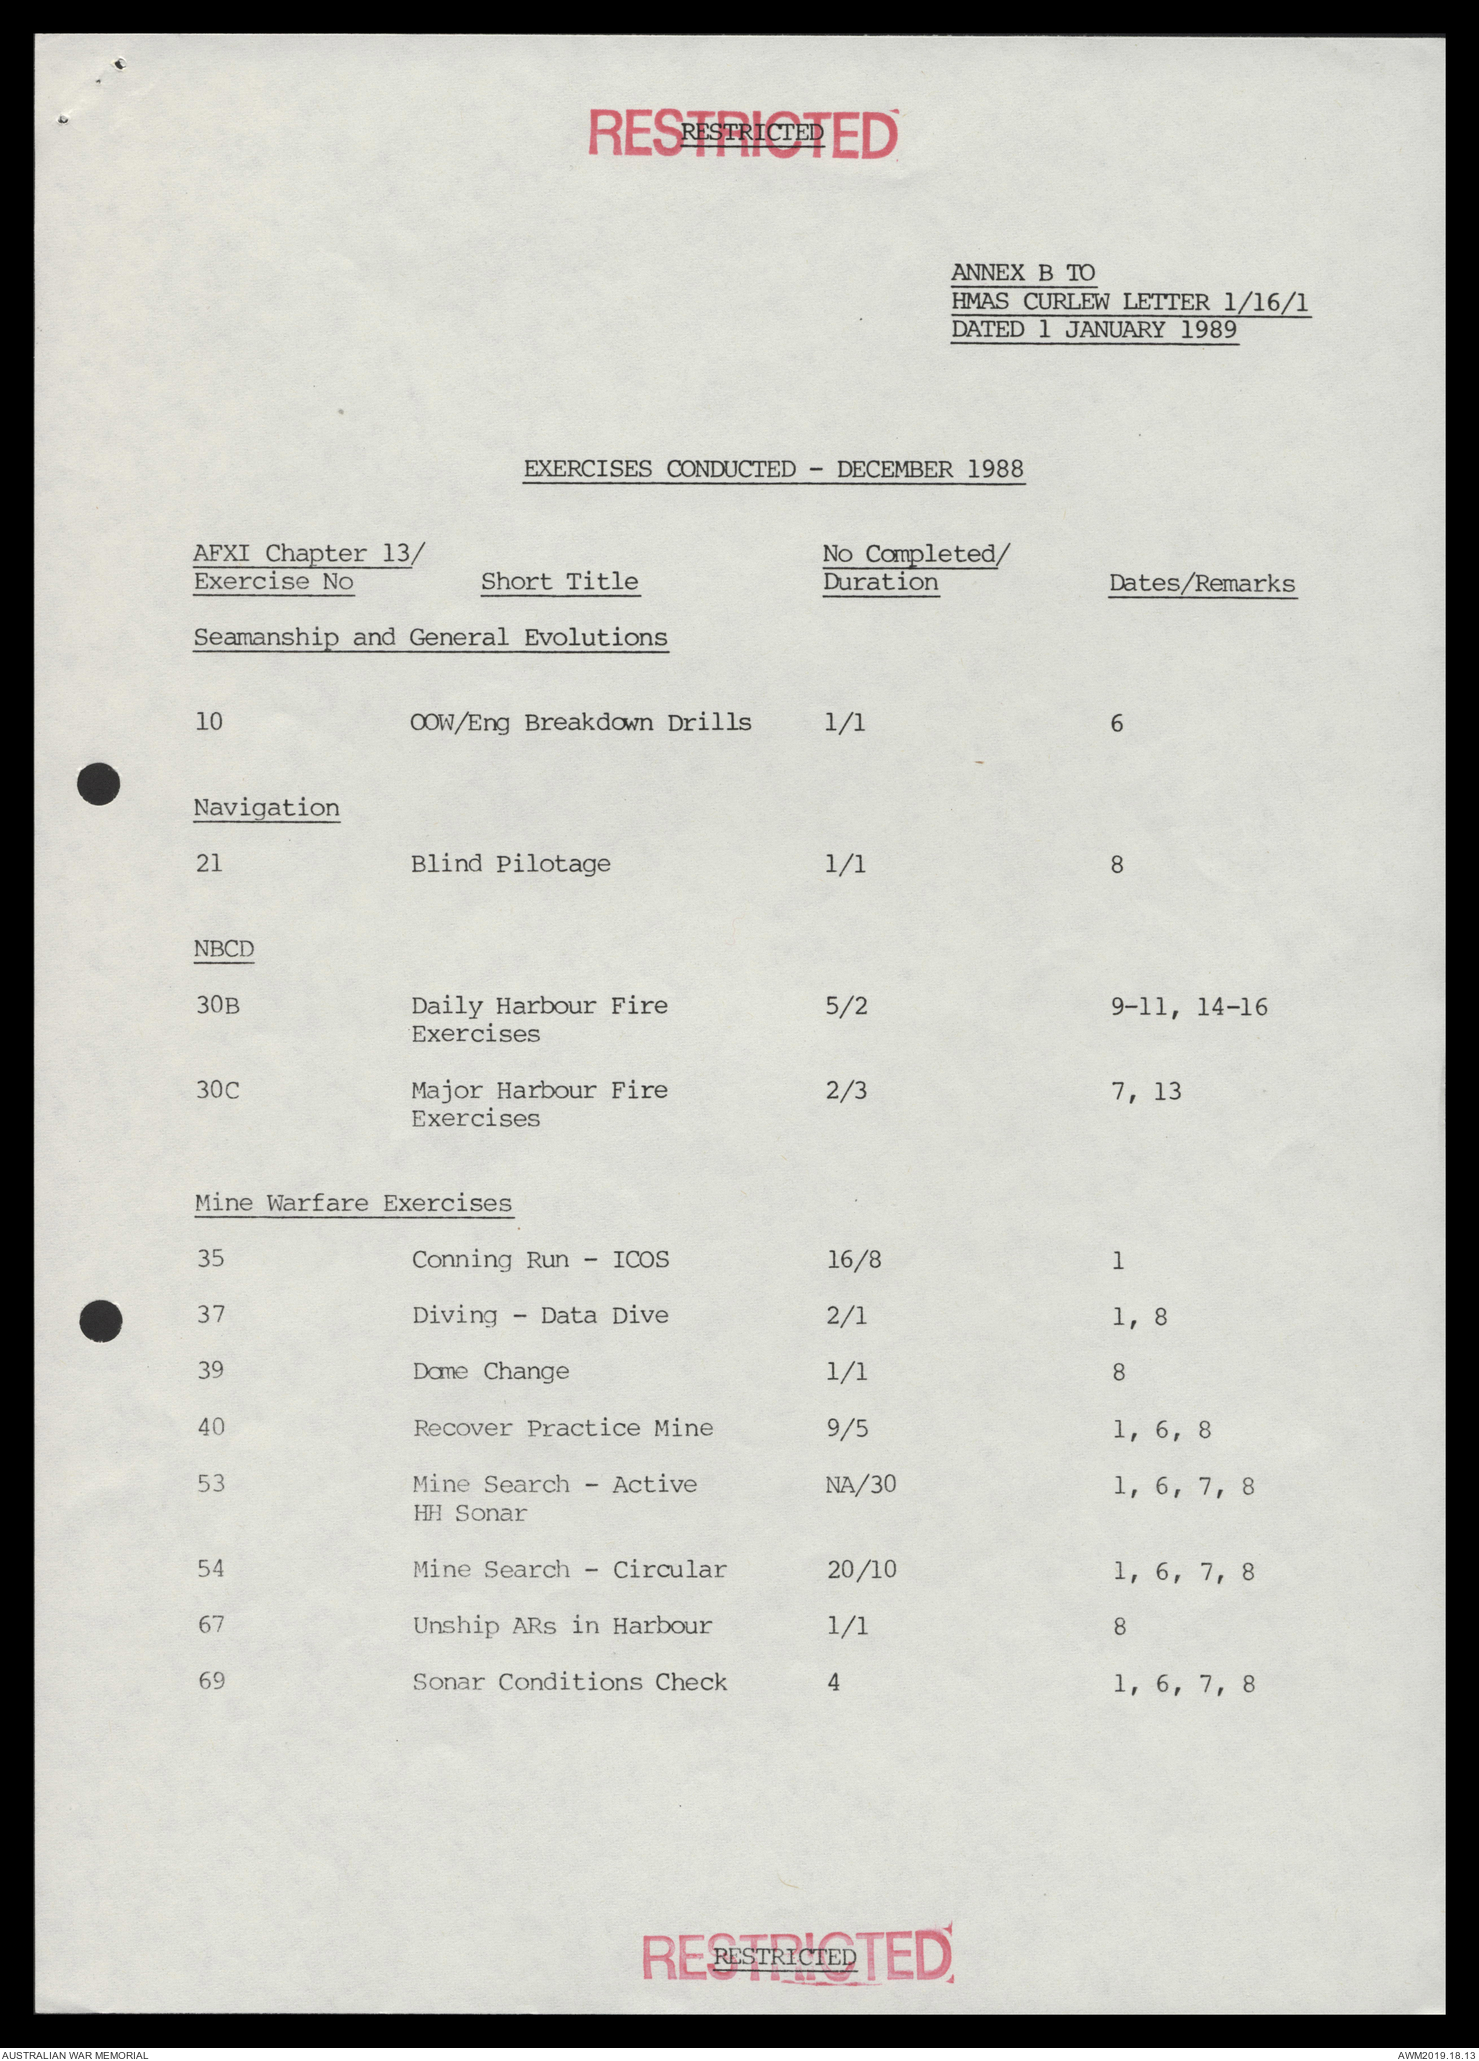 RESTRICTED
RESTRICTED
ANNEX B TO
HMAS CURLEW LETTER 1/16/1
DATED 1 JANUARY 1989
EXERCISES CONDUCTED - DECEMBER 1988
AFXI Chapter 13/ No Completed/
Exercise No Short Title Duration Dates/Remarks
Seamanship and General Evolutions
10 OOW/Eng Breakdown Drills 1/1 6
Navigation
21 Blind Pilotage 1/1 8
NBCD
30B Daily Harbour Fire 5/2 9-11, 14-16
Exercises
30C Major Harbour Fire 2/3 7, 13
Exercises
Mine Warfare Exercises
35 Conning Run - ICOS 16/8 1
37 Diving - Data Dive 2/1 1, 8
39 Dome Change 1/1 8
40 Recover Practice Mine 9/5 1, 6, 8
53 Mine Search - Active NA/30 1, 6, 7, 8
HH Sonar
54 Mine Search - Circular 20/10 1, 6, 7, 8
67 Unship ARs in Harbour 1/1 8
69 Sonar Conditions Check 4 1, 6, 7, 8
RESTRICTED
RESTRICTED
AUSTRALIAN WAR MEMORIAL AWM2019.18.13